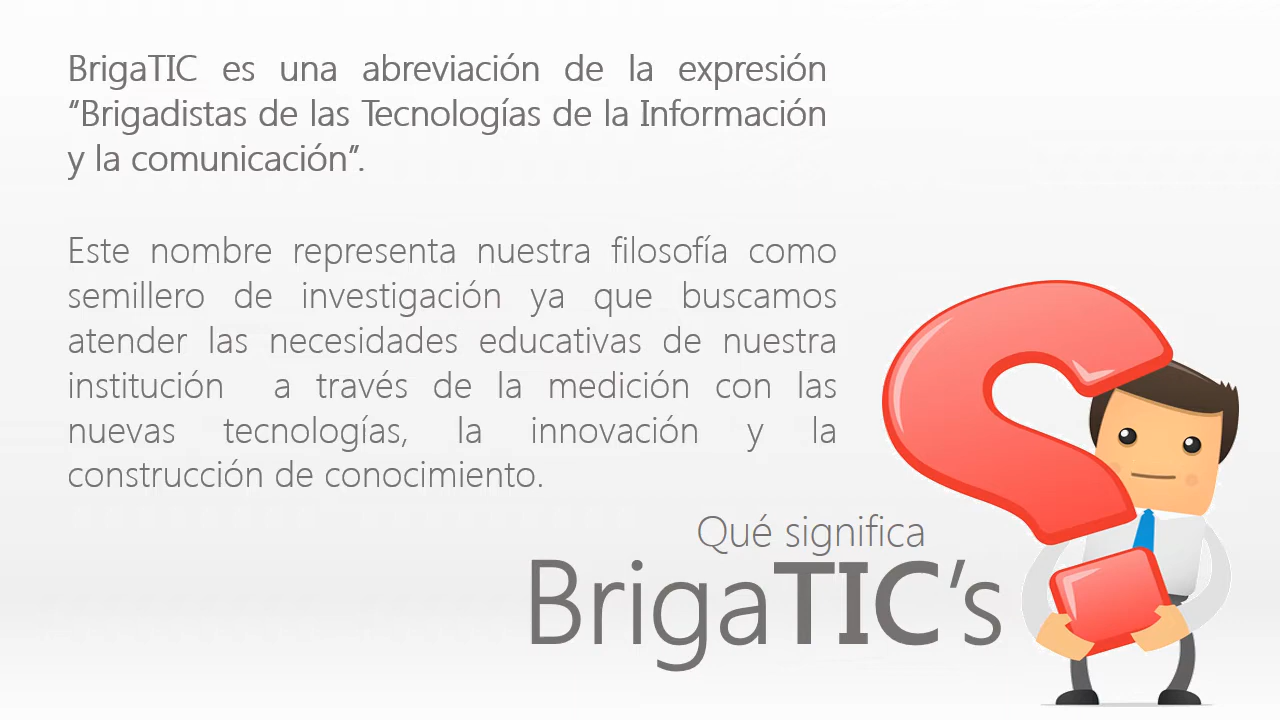 BrigaTIC es una abreviación de la expresión
“Brigadistas de las Tecnologías de la Información
y la comunicación”.
Este nombre representa nuestra filosofía como
semillero de investigación ya que buscamos
atender las necesidades educativas de nuestra
institución a través de la medición con las
nuevas tecnologías, la innovación y la
construcción de conocimiento.
Qué significa
BrigaTIC’s